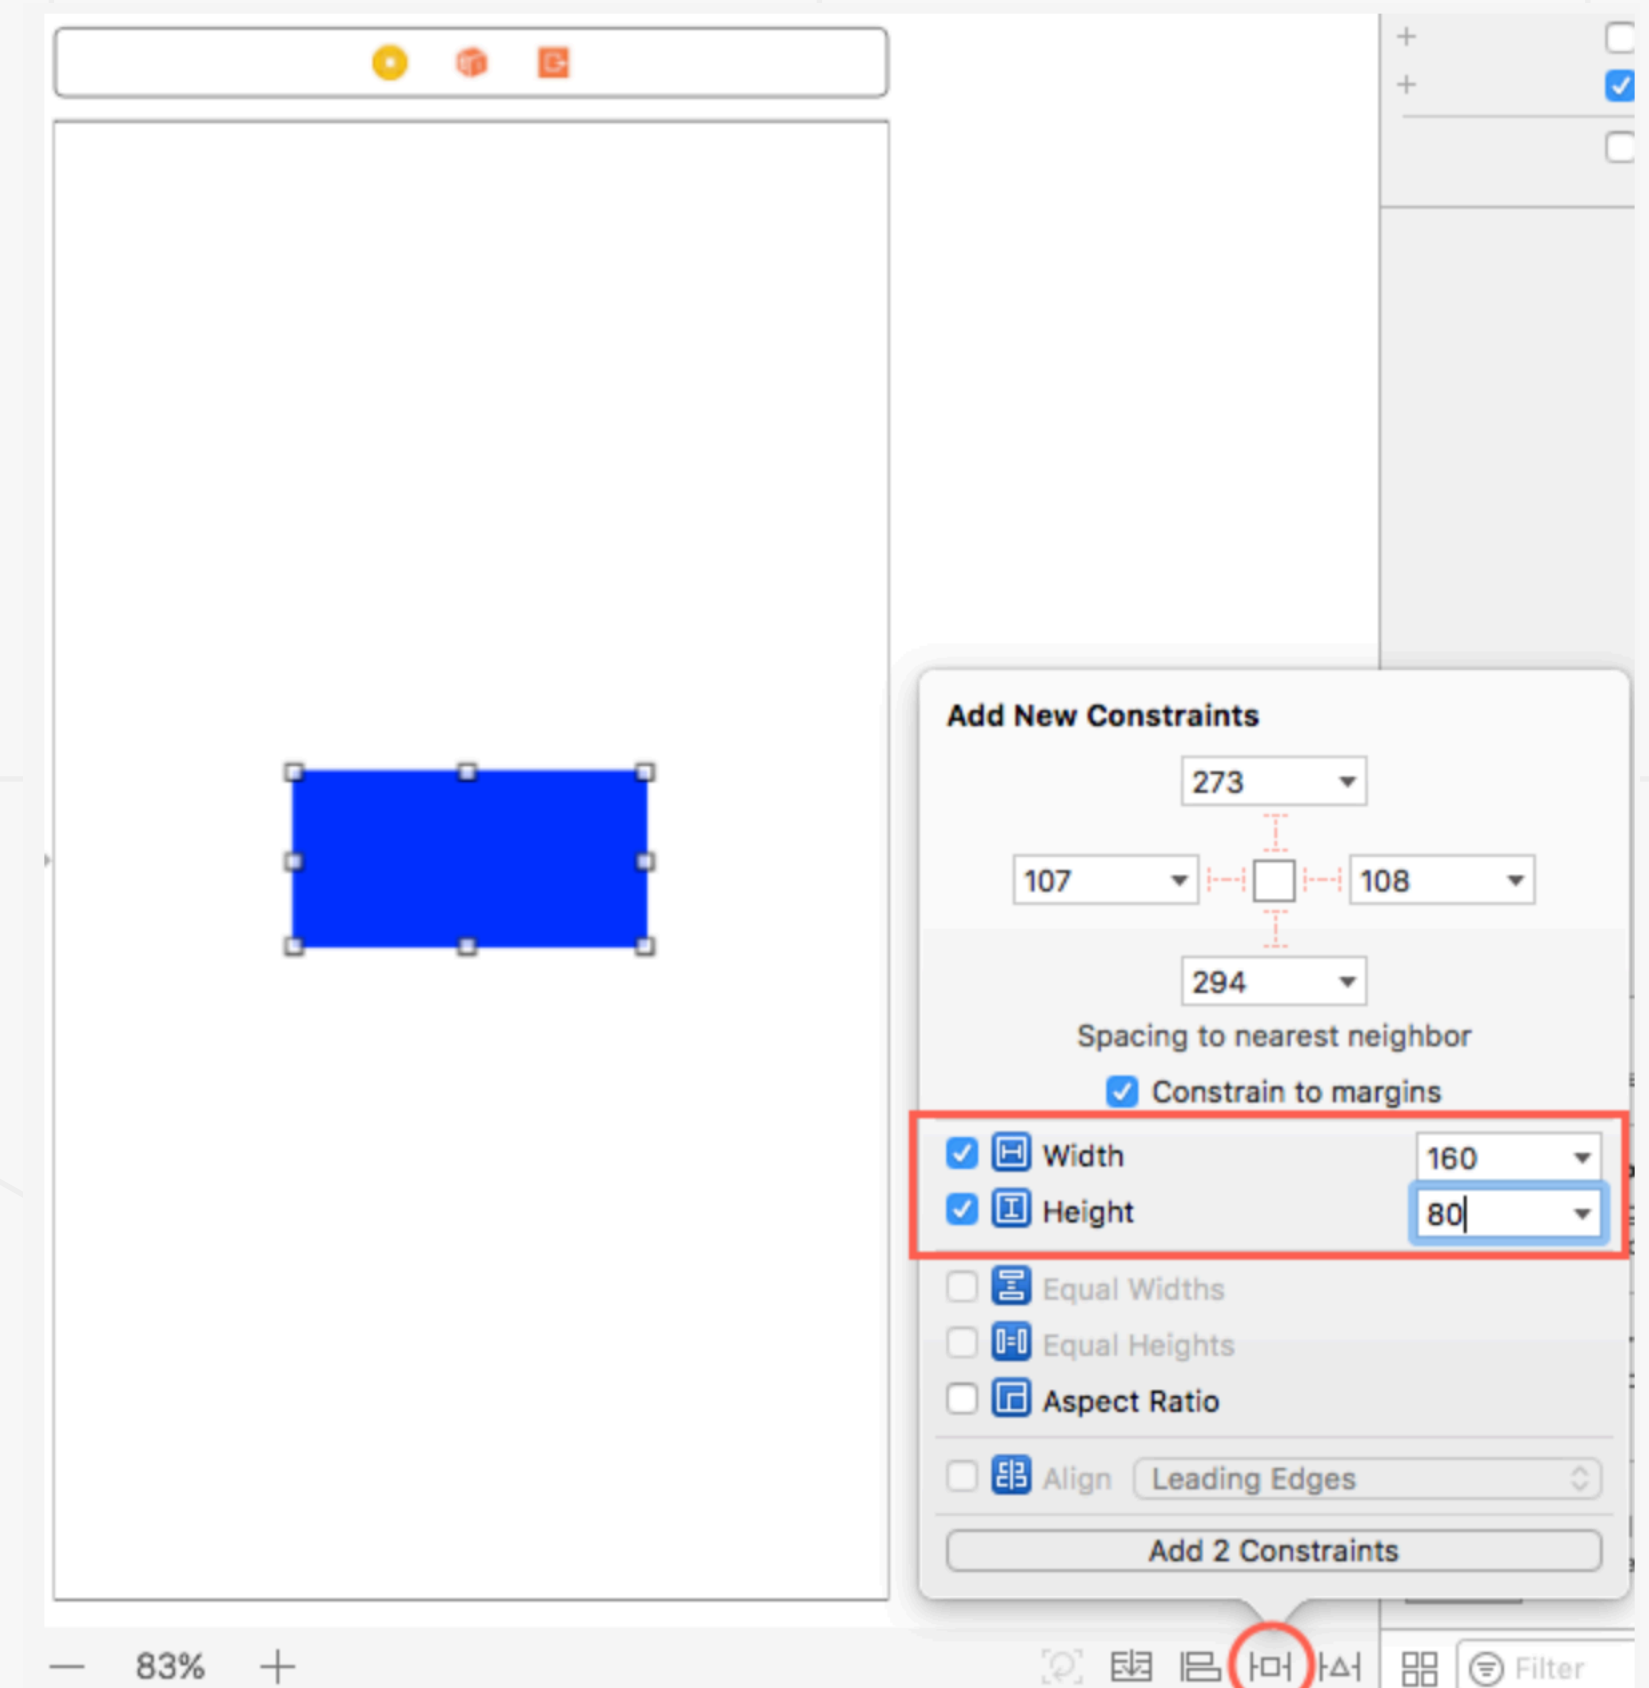 Add New Constraints
273
107
108
294
Spacing to nearest neighbor
Constrain to margins
Width 160
Height 80
Equal Widths
Equal Heights
Aspect Ratio
Align Leading Edges
Add 2 Constraints
83%
Filter